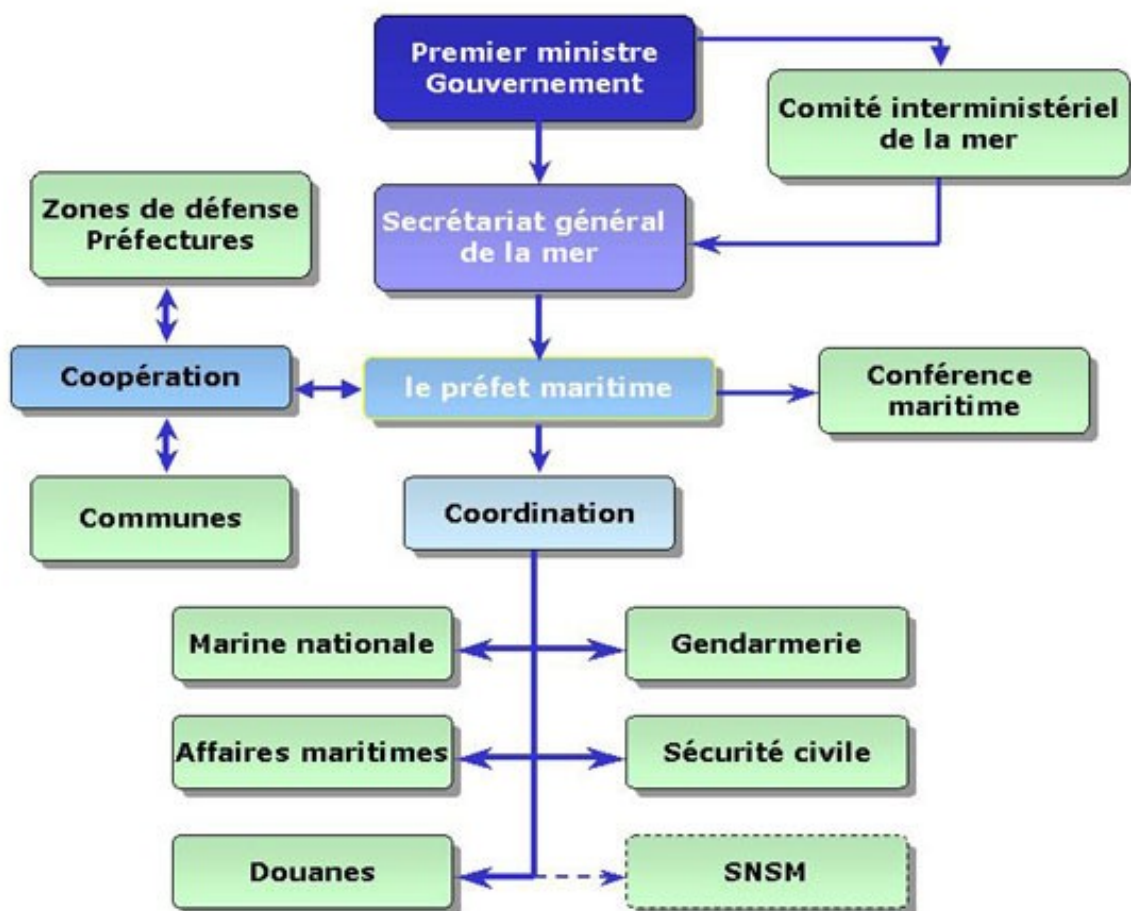 Premier ministre
Gouvernement
Comité interministériel
de la mer
Zones de défense
Préfectures
Secrétariat général
de la mer
Coopération
le préfet maritime
Conférence
maritime
Communes
Coordination
Marine nationale
Gendarmerie
Affaires maritimes
Sécurité civile
Douanes
SNSM